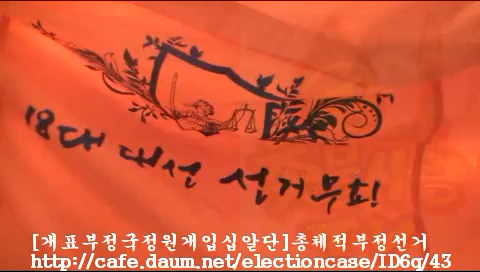 18대 대선 선거무효!
[개표부정국정원개입십알단]총체적부정선거
http://cafe.daum.net/electioncase/ID6q/43